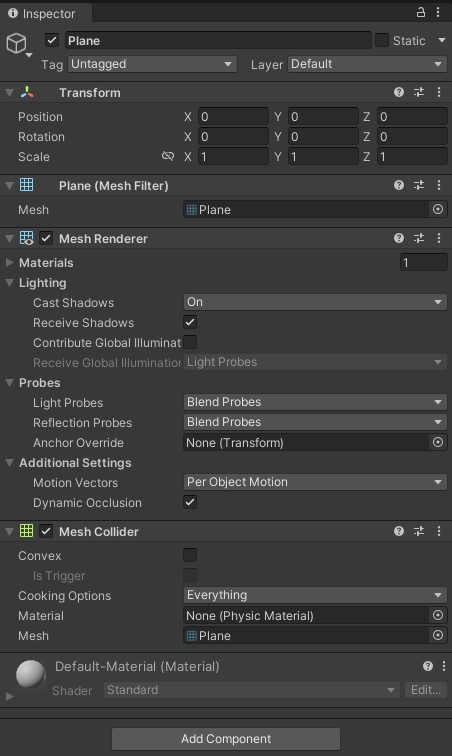 Inspector
Plane Static
Tag Untagged Layer Default
Transform
Position X 0 Y 0 Z 0
Rotation X 0 Y 0 Z 0
Scale X 1 Y 1 Z 1
Plane (Mesh Filter)
Mesh Plane
Mesh Renderer
Materials 1
Lighting
Cast Shadows On
Receive Shadows
Contribute Global Illuminat
Receive Global Illumination Light Probes
Probes
Light Probes Blend Probes
Reflection Probes Blend Probes
Anchor Override None (Transform)
Additional Settings
Motion Vectors Per Object Motion
Dynamic Occlusion
Mesh Collider
Convex
Is Trigger
Cooking Options Everything
Material None (Physic Material)
Mesh Plane
Default-Material (Material)
Shader Standard Edit...
Add Component